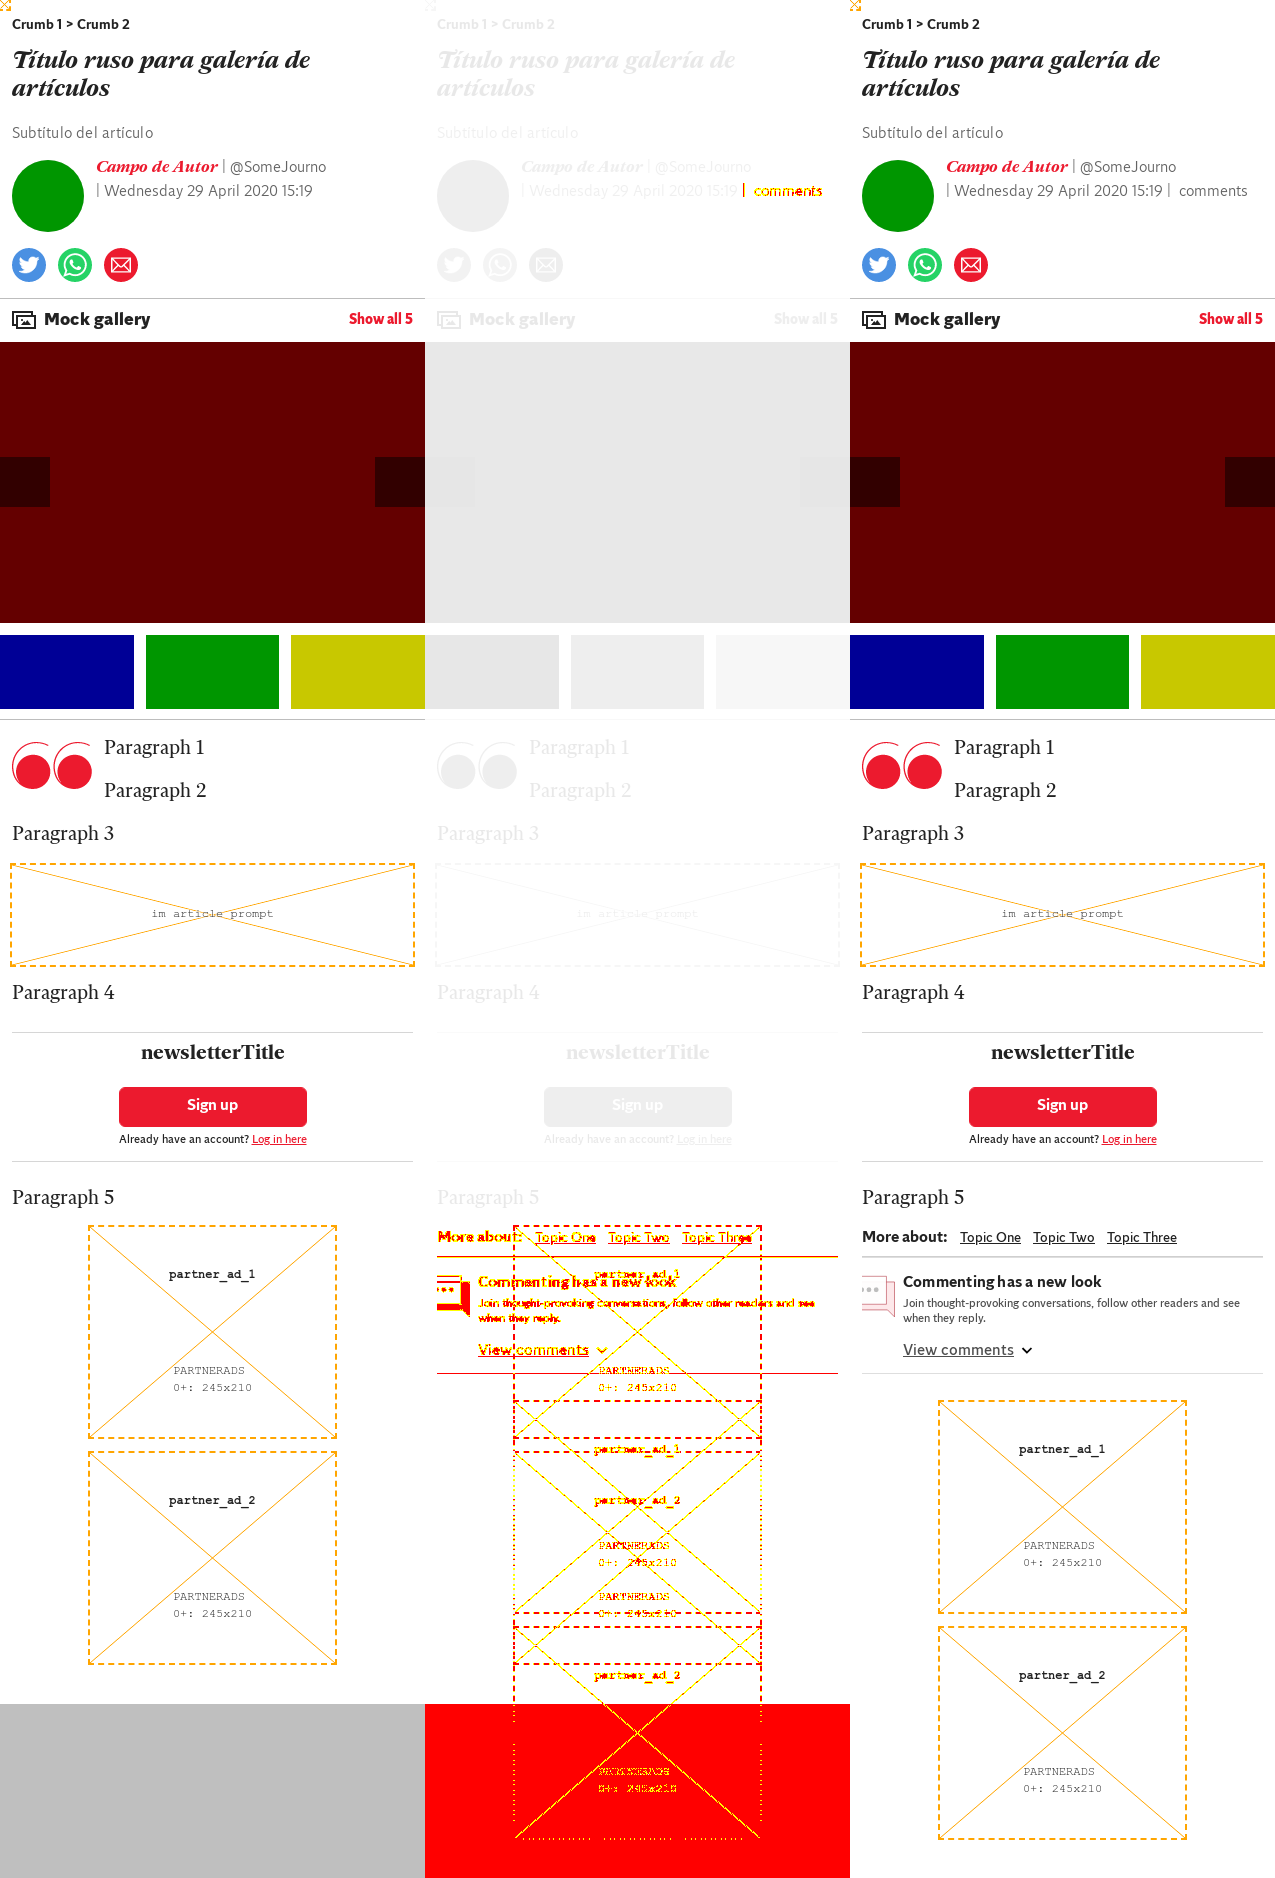 Crumb 1 > Crumb 2
Título ruso para galería de
artículos
Subtítulo del artículo
Campo de Autor | @SomeJourno
| Wednesday 29 April 2020 15:19
Mock gallery
Show all 5
Paragraph 1
Paragraph 2
Paragraph 3
im article prompt
Paragraph 4
newsletterTitle
Sign up
Already have an account? Log in here
Paragraph 5
partner_ad_1
PARTNERADS
0+: 245x210
partner_ad_2
PARTNERADS
0+: 245x210
Crumb 1 > Crumb 2
Título ruso para galería de
artículos
Subtítulo del artículo
Campo de Autor | @SomeJourno
| Wednesday 29 April 2020 15:19 | comments
Mock gallery
Show all 5
Paragraph 1
Paragraph 2
Paragraph 3
im article prompt
Paragraph 4
newsletterTitle
Sign up
Already have an account? Log in here
Paragraph 5
More about: Topic One Topic Two Topic Three
partner_ad_1
Commenting has a new look
Join thought-provoking conversations, follow other readers and see
when they reply.
View comments
PARTNERADS
0+: 245x210
partner_ad_1
partner_ad_2
PARTNERADS
0+: 245x210
PARTNERADS
0+: 245x210
partner_ad_2
PARTNERADS
0+: 245x210
Crumb 1 > Crumb 2
Título ruso para galería de
artículos
Subtítulo del artículo
Campo de Autor | @SomeJourno
| Wednesday 29 April 2020 15:19 | comments
Mock gallery
Show all 5
Paragraph 1
Paragraph 2
Paragraph 3
im article prompt
Paragraph 4
newsletterTitle
Sign up
Already have an account? Log in here
Paragraph 5
More about: Topic One Topic Two Topic Three
Commenting has a new look
Join thought-provoking conversations, follow other readers and see
when they reply.
View comments
partner_ad_1
PARTNERADS
0+: 245x210
partner_ad_2
PARTNERADS
0+: 245x210